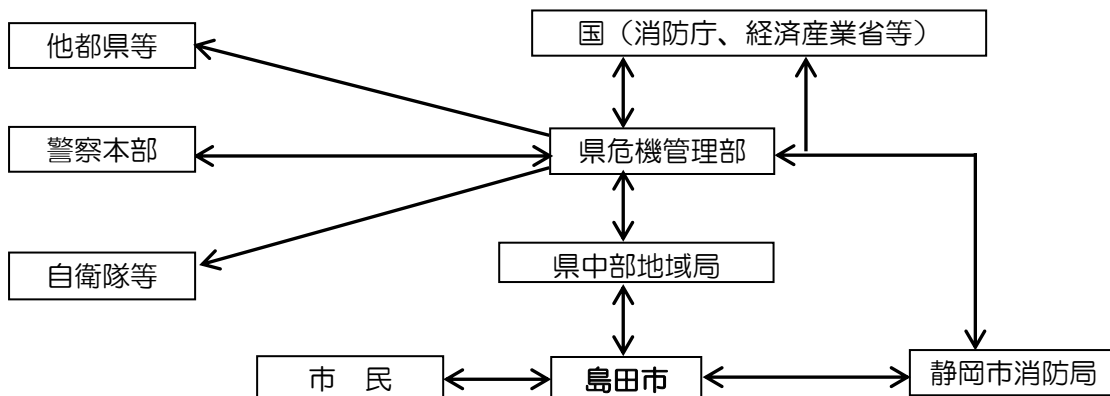 国（消防庁、経済産業省等）
他都県等
警察本部
県危機管理部
自衛隊等
県中部地域局
市　民
島田市
静岡市消防局